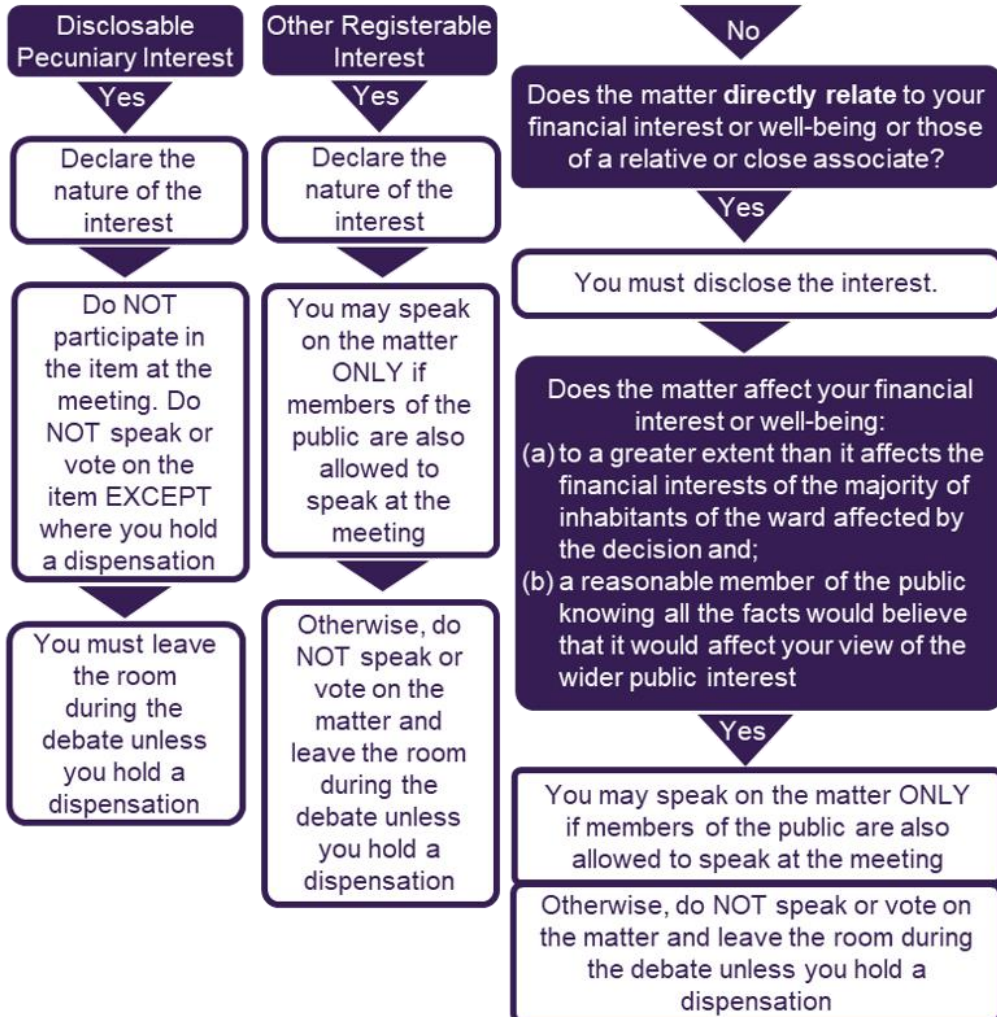 Disclosable
Pecuniary Interest
Yes
Declare the
nature of the
interest
Do NOT
participate in
the item at the
meeting. Do
NOT speak or
vote on the
item EXCEPT
where you hold
a dispensation
You must leave
the room
during the
debate unless
you hold a
dispensation
Other Registerable
Interest
Yes
Declare the
nature of the
interest
You may speak
on the matter
ONLY if
members of the
public are also
allowed to
speak at the
meeting
Otherwise, do
NOT speak or
vote on the
matter and
leave the room
during the
debate unless
you hold a
dispensation
No
Does the matter directly relate to your
financial interest or well-being or those
of a relative or close associate?
Yes
You must disclose the interest.
Does the matter affect your financial
interest or well-being:
(a) to a greater extent than it affects the
financial interests of the majority of
inhabitants of the ward affected by
the decision and;
(b) a reasonable member of the public
knowing all the facts would believe
that it would affect your view of the
wider public interest
Yes
You may speak on the matter ONLY
if members of the public are also
allowed to speak at the meeting
Otherwise, do NOT speak or vote on
the matter and leave the room during
the debate unless you hold a
dispensation